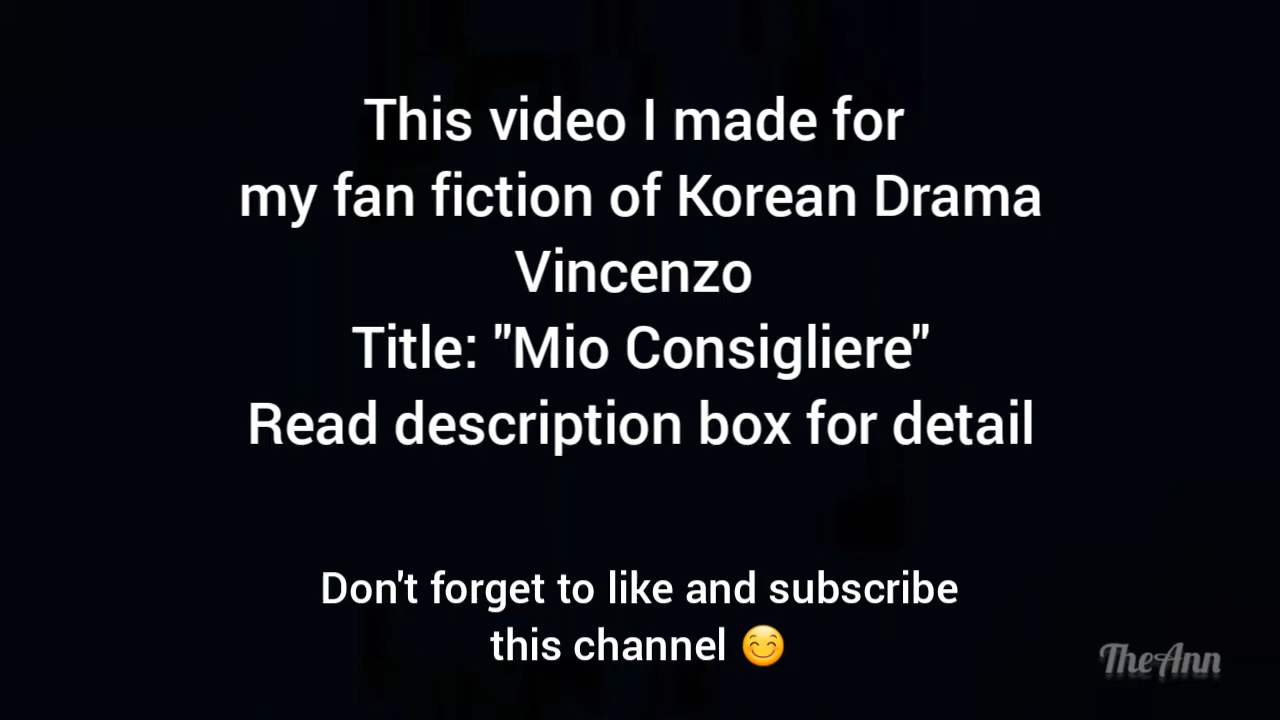 This video I made for
my fan fiction of Korean Drama
Vincenzo
Title: "Mio Consigliere"
Read description box for detail
Don't forget to like and subscribe
this channel 😊
TheAnn